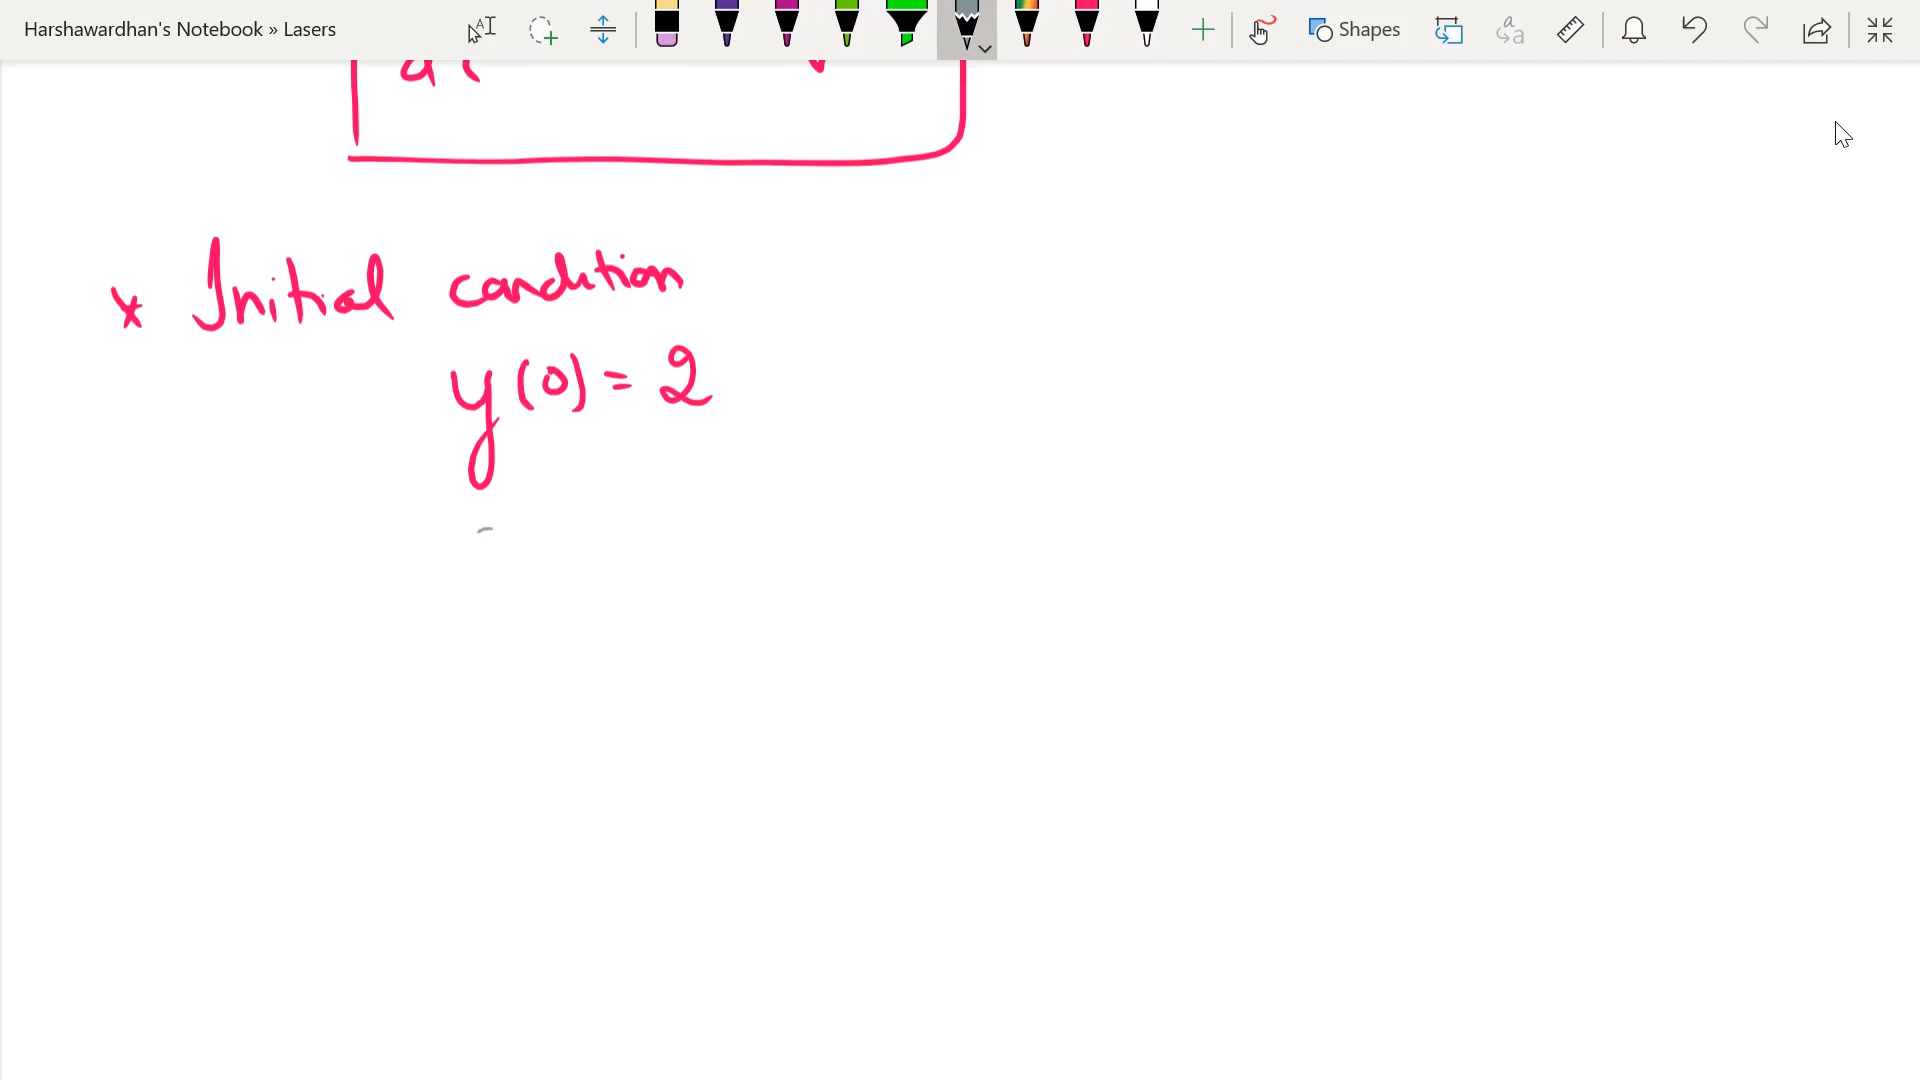 Harshawardhan's Notebook » Lasers
Shapes
* Initial condition
y(0) = 2